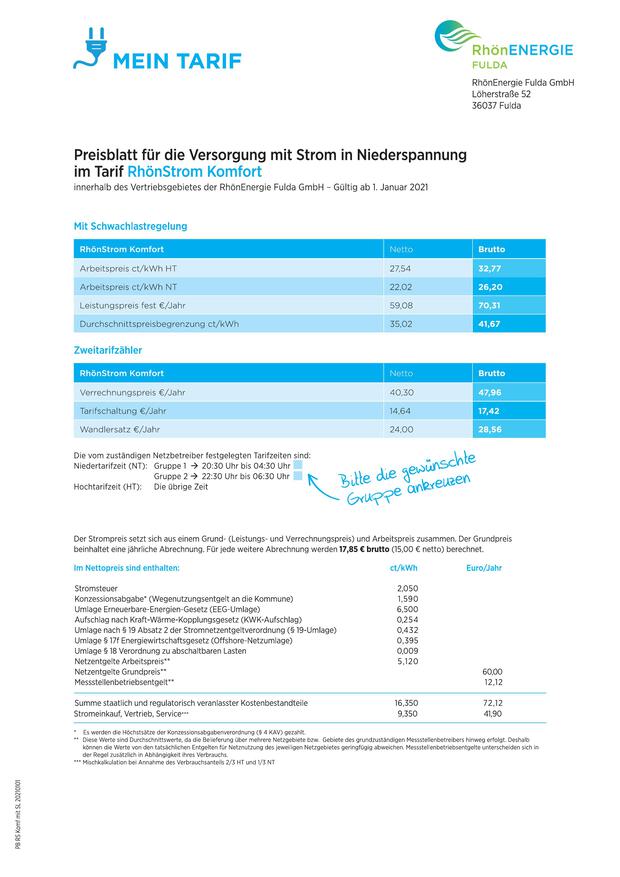 MEIN TARIF
RhönENERGIE
FULDA
RhönEnergie Fulda GmbH
Löherstraße 52
36037 Fulda
Preisblatt für die Versorgung mit Strom in Niederspannung
im Tarif RhönStrom Komfort
innerhalb des Vertriebsgebietes der RhönEnergie Fulda GmbH – Gültig ab 1. Januar 2021
Mit Schwachlastregelung
RhönStrom Komfort Netto Brutto
Arbeitspreis ct/kWh HT 27,54 32,77
Arbeitspreis ct/kWh NT 22,02 26,20
Leistungspreis fest €/Jahr 59,08 70,31
Durchschnittspreisbegrenzung ct/kWh 35,02 41,67
Zweitarifzähler
RhönStrom Komfort Netto Brutto
Verrechnungspreis €/Jahr 40,30 47,96
Tarifschaltung €/Jahr 14,64 17,42
Wandlersatz €/Jahr 24,00 28,56
Die vom zuständigen Netzbetreiber festgelegten Tarifzeiten sind:
Niedertarifzeit (NT): Gruppe 1 → 20:30 Uhr bis 04:30 Uhr
Gruppe 2 → 22:30 Uhr bis 06:30 Uhr
Hochtarifzeit (HT): Die übrige Zeit
Bitte die gewünschte
Gruppe ankreuzen
Der Strompreis setzt sich aus einem Grund- (Leistungs- und Verrechnungspreis) und Arbeitspreis zusammen. Der Grundpreis
beinhaltet eine jährliche Abrechnung. Für jede weitere Abrechnung werden 17,85 € brutto (15,00 € netto) berechnet.
Im Nettopreis sind enthalten: ct/kWh Euro/Jahr
Stromsteuer 2,050
Konzessionsabgabe* (Wegenutzungsentgelt an die Kommune) 1,590
Umlage Erneuerbare-Energien-Gesetz (EEG-Umlage) 6,500
Aufschlag nach Kraft-Wärme-Kopplungsgesetz (KWK-Aufschlag) 0,254
Umlage nach § 19 Absatz 2 der Stromnetzentgeltverordnung (§ 19-Umlage) 0,432
Umlage § 17f Energiewirtschaftsgesetz (Offshore-Netzumlage) 0,395
Umlage § 18 Verordnung zu abschaltbaren Lasten 0,009
Netzentgelte Arbeitspreis** 5,120
Netzentgelte Grundpreis** 60,00
Messstellenbetriebsentgelt** 12,12
Summe staatlich und regulatorisch veranlasster Kostenbestandteile 16,350 72,12
Stromeinkauf, Vertrieb, Service*** 9,350 41,90
* Es werden die Höchstsätze der Konzessionsabgabenverordnung (§ 4 KAV) gezahlt.
** Diese Werte sind Durchschnittswerte, da die Belieferung über mehrere Netzgebiete bzw. Gebiete des grundzuständigen Messstellenbetreibers hinweg erfolgt. Deshalb
können die Werte von den tatsächlichen Entgelten für Netznutzung des jeweiligen Netzgebietes geringfügig abweichen. Messstellenbetriebsentgelte unterscheiden sich in
der Regel zusätzlich in Abhängigkeit ihres Verbrauchs.
*** Mischkalkulation bei Annahme des Verbrauchsanteils 2/3 HT und 1/3 NT
PB RS Komf mit SL 20210101